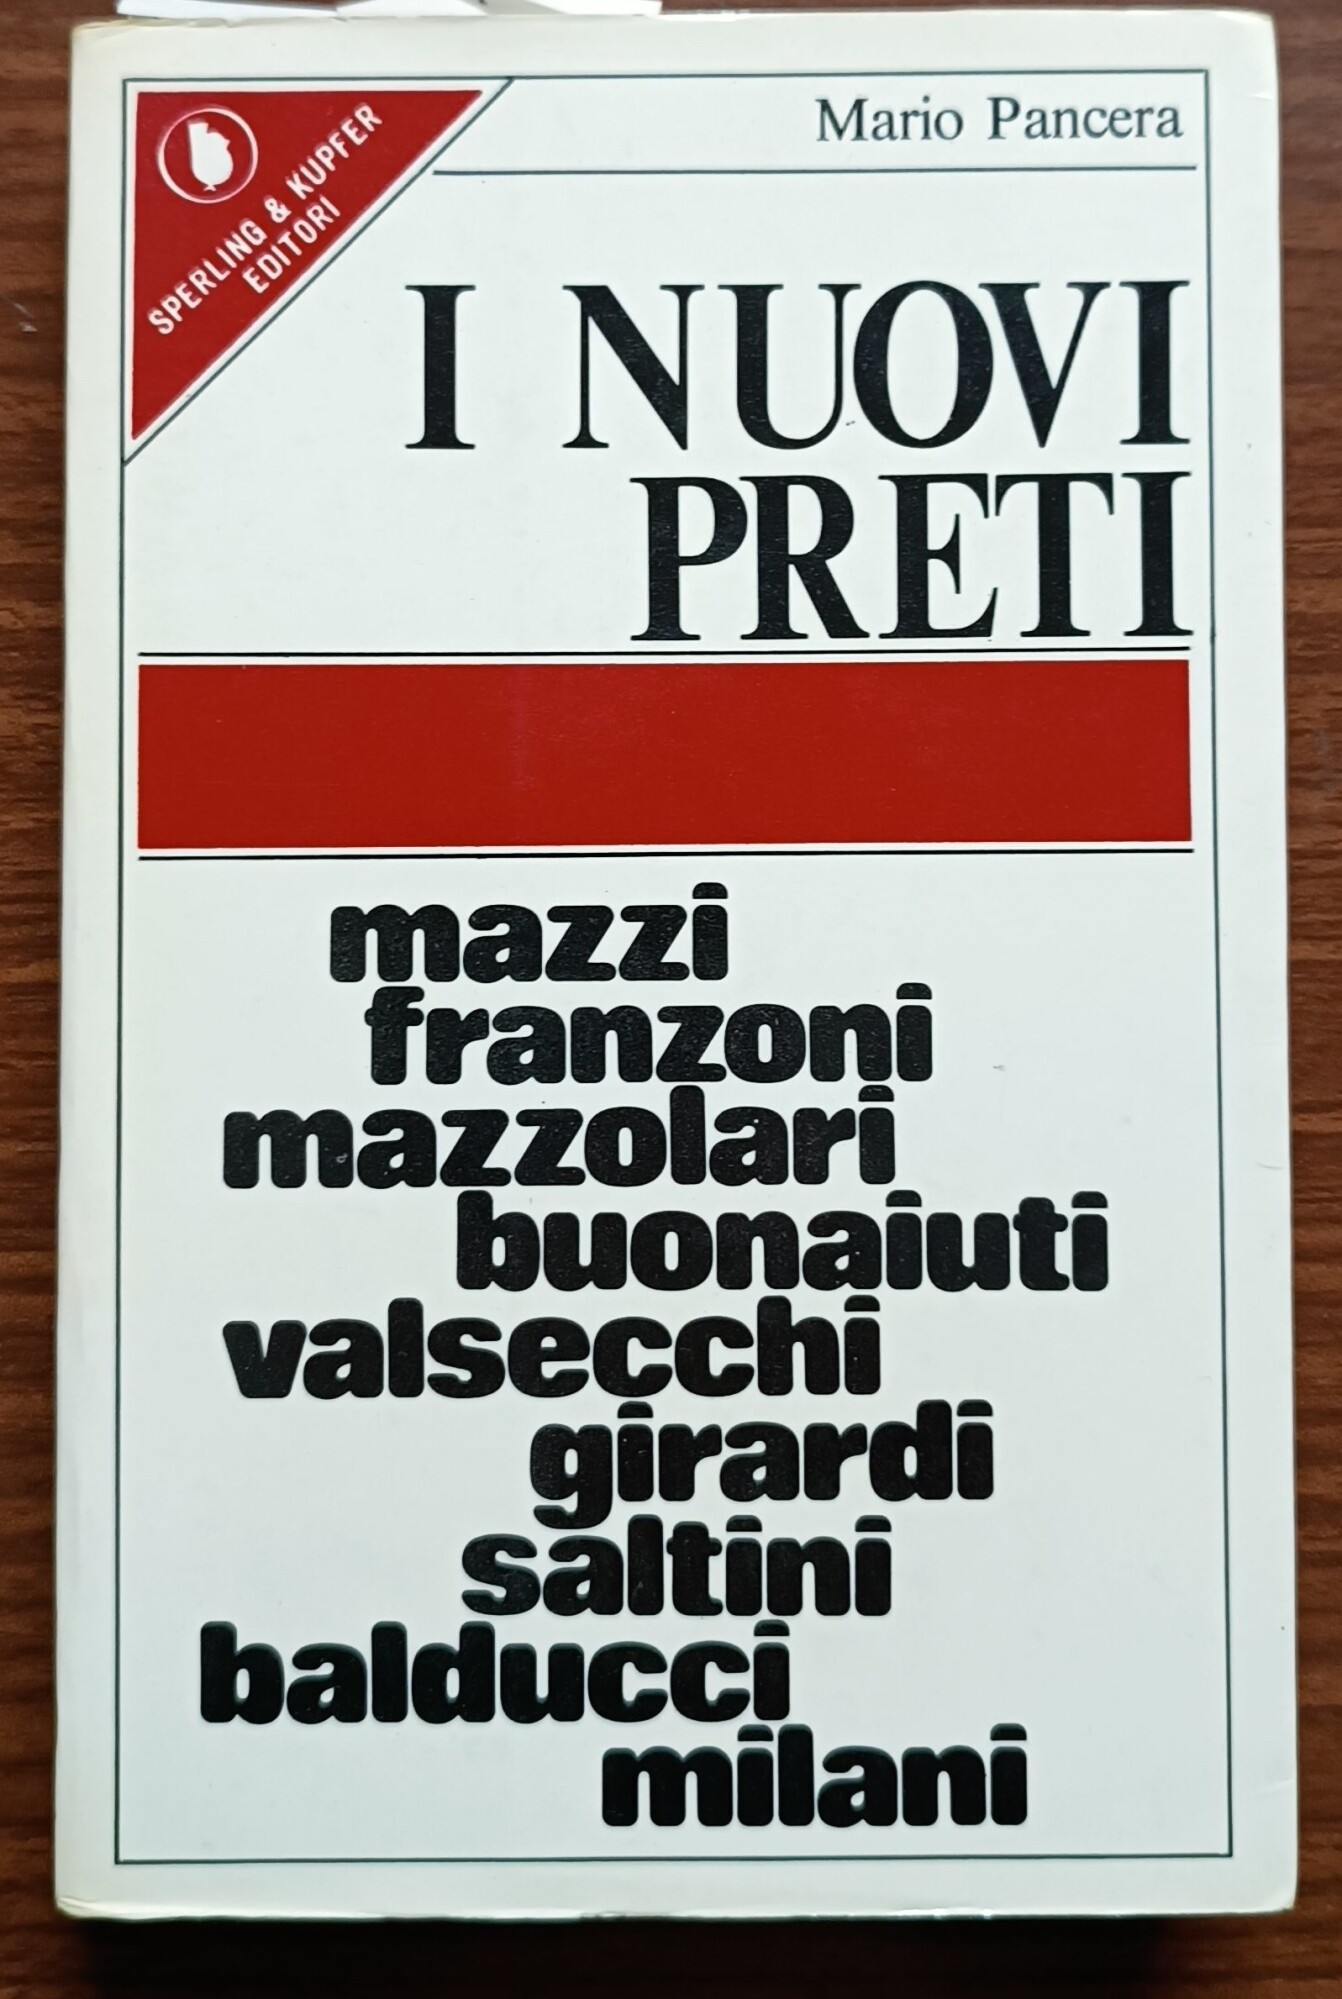 SPERLING & KUPFER
EDITORI
Mario Pancera
I NUOVI
PRETI
mazzi
franzoni
mazzolari
buonaiuti
valsecchi
girardi
saltini
balducci
milani